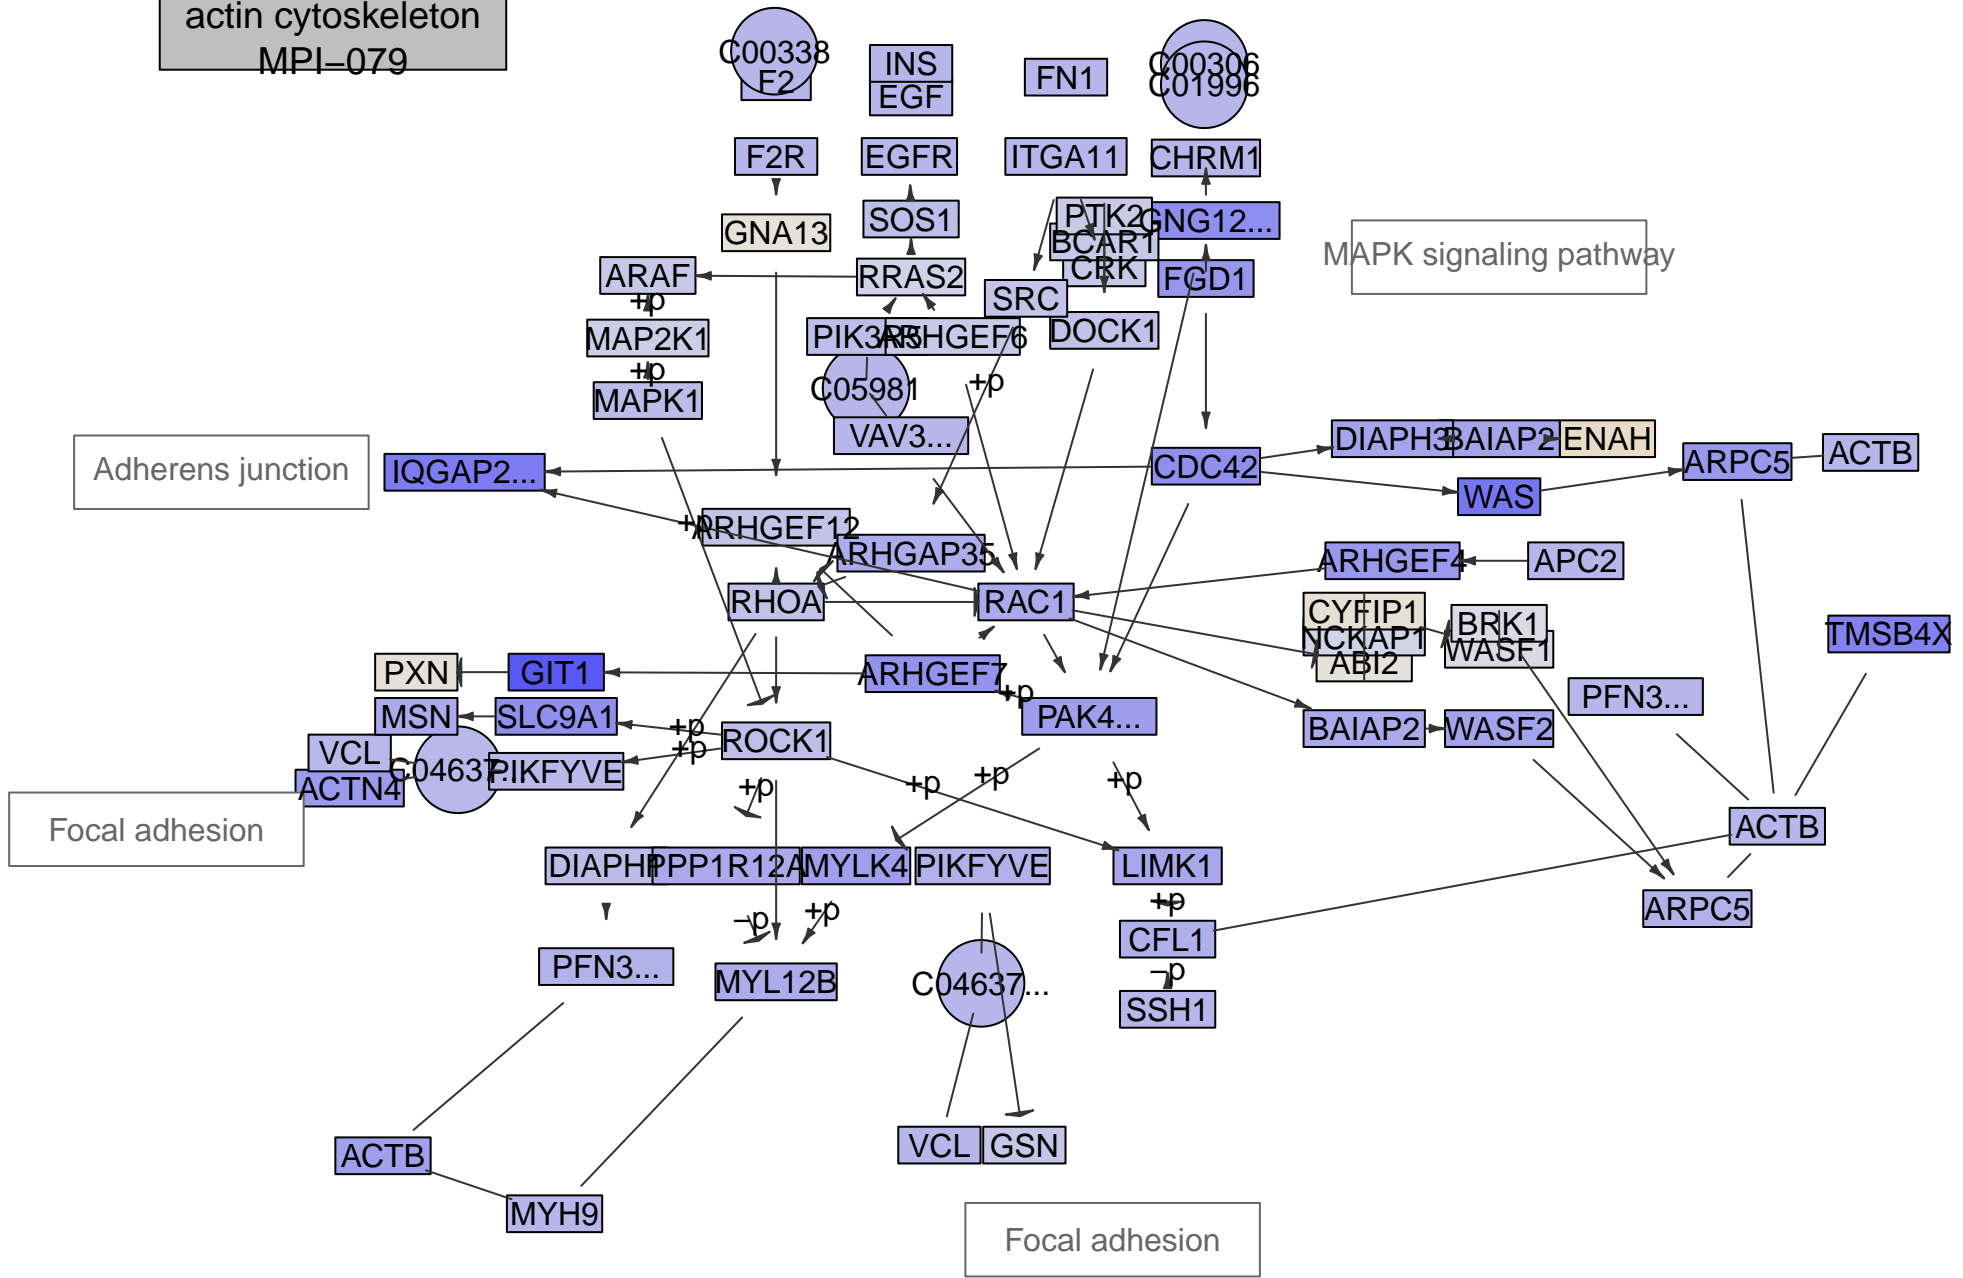 actin cytoskeleton
MPI−079
C00338
F2
INS
EGF
FN1
C00306
C01996
F2R
EGFR
ITGA11
CHRM1
GNA13
SOS1
PTK2
GNG12...
BCAR1
CRK
MAPK signaling pathway
ARAF
RRAS2
SRC
FGD1
+p
MAP2K1
PIK3R5
ARHGEF6
DOCK1
+p
MAPK1
C05981
+p
VAV3...
DIAPH3
BAIAP2
ENAH
ARPC5
ACTB
Adherens junction
IQGAP2...
CDC42
WAS
+p
ARHGEF12
ARHGAP35
ARHGEF4
APC2
RHOA
RAC1
CYFIP1
NCKAP1
ABI2
BRK1
WASF1
TMSB4X
PXN
GIT1
ARHGEF7
+p
PFN3...
MSN
SLC9A1
+p
PAK4...
BAIAP2
WASF2
VCL
ROCK1
+p
C04637...
PIKFYVE
ACTN4
+p
+p
+p
+p
Focal adhesion
ACTB
PPP1R12A
MYLK4
PIKFYVE
LIMK1
−p
+p
+p
ARPC5
CFL1
PFN3...
MYL12B
C04637...
−p
SSH1
ACTB
VCL
GSN
MYH9
Focal adhesion